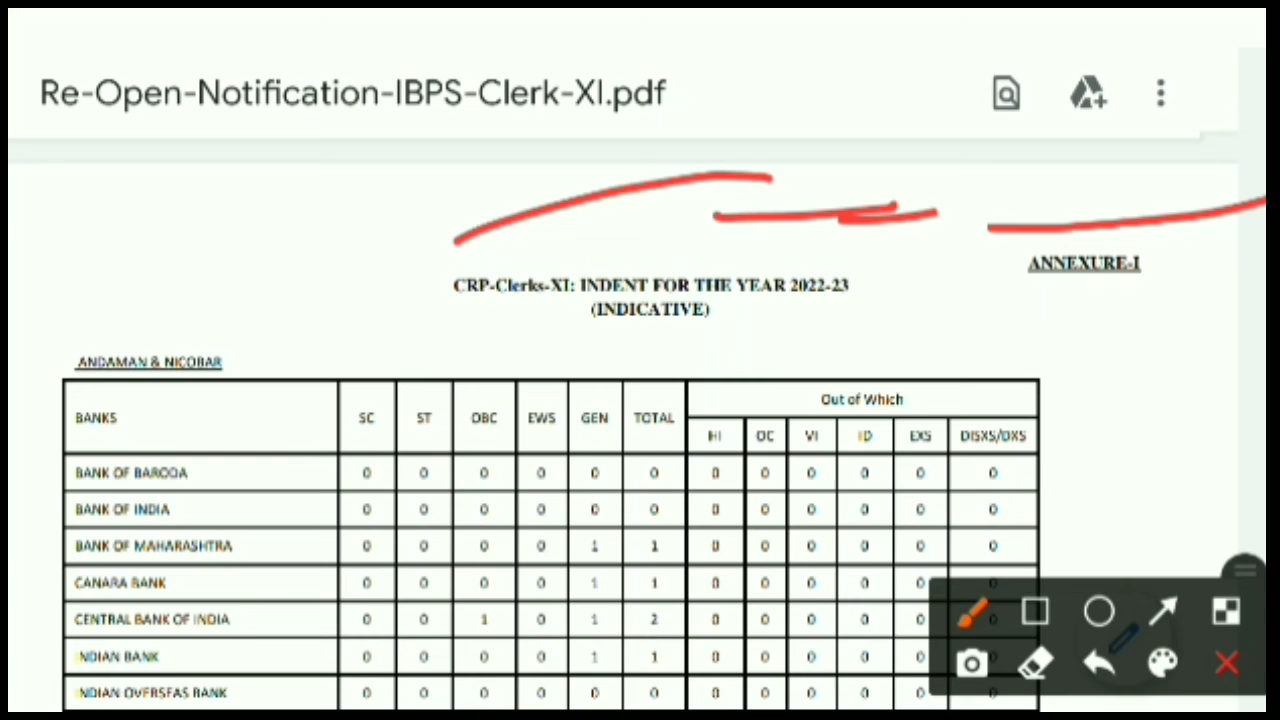 Re-Open-Notification-IBPS-Clerk-XI.pdf
ANNEXURE-I
CRP-Clerks-XI: INDENT FOR THE YEAR 2022-23
(INDICATIVE)
ANDAMAN & NICOBAR
BANKS SC ST OBC EWS GEN TOTAL Out of Which
HI OC VI ID EXS DISXS/DXS
BANK OF BARODA 0 0 0 0 0 0 0 0 0 0 0 0
BANK OF INDIA 0 0 0 0 0 0 0 0 0 0 0 0
BANK OF MAHARASHTRA 0 0 0 0 1 1 0 0 0 0 0 0
CANARA BANK 0 0 0 0 1 1 0 0 0 0 0 0
CENTRAL BANK OF INDIA 0 0 1 0 1 2 0 0 0 0 0 0
INDIAN BANK 0 0 0 0 1 1 0 0 0 0 0 0
INDIAN OVERSEAS BANK 0 0 0 0 0 0 0 0 0 0 0 0